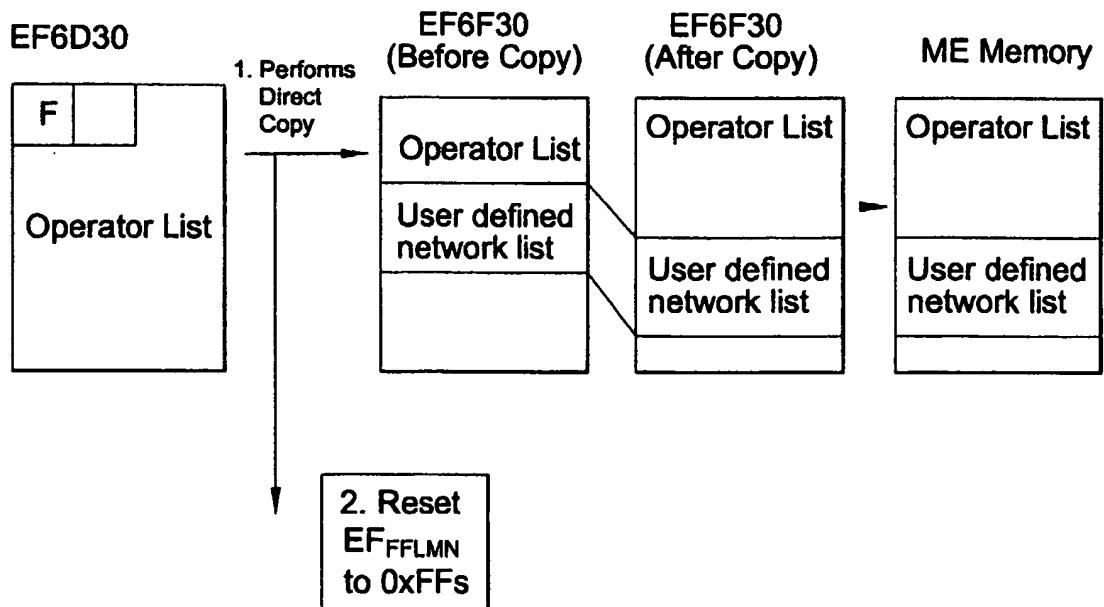 EF6D30
F
Operator List
1. Performs
Direct
Copy
EF6F30
(Before Copy)
Operator List
User defined
network list
EF6F30
(After Copy)
Operator List
User defined
network list
ME Memory
Operator List
User defined
network list
2. Reset
EFFFLMN
to 0xFFs